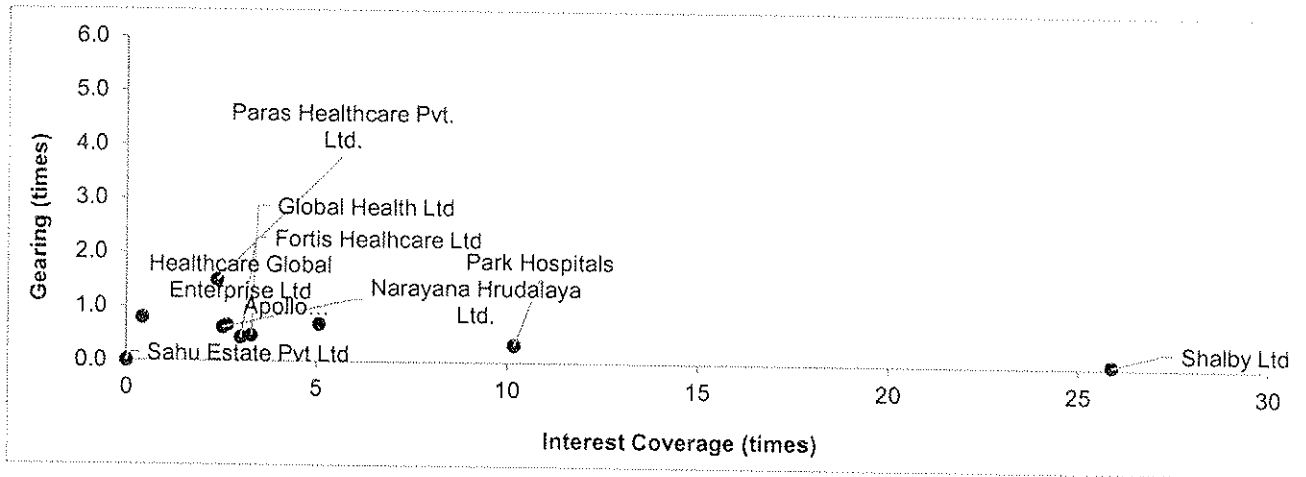 6.0
5.0
4.0
3.0
2.0
1.0
0.0
Gearing (times)
Paras Healthcare Pvt.
Ltd.
Global Health Ltd
Fortis Healhcare Ltd
Healthcare Global
Enterprise Ltd
Apollo...
Park Hospitals
Narayana Hrudalaya
Ltd.
Sahu Estate Pvt Ltd
Shalby Ltd
0 5 10 15 20 25 30
Interest Coverage (times)